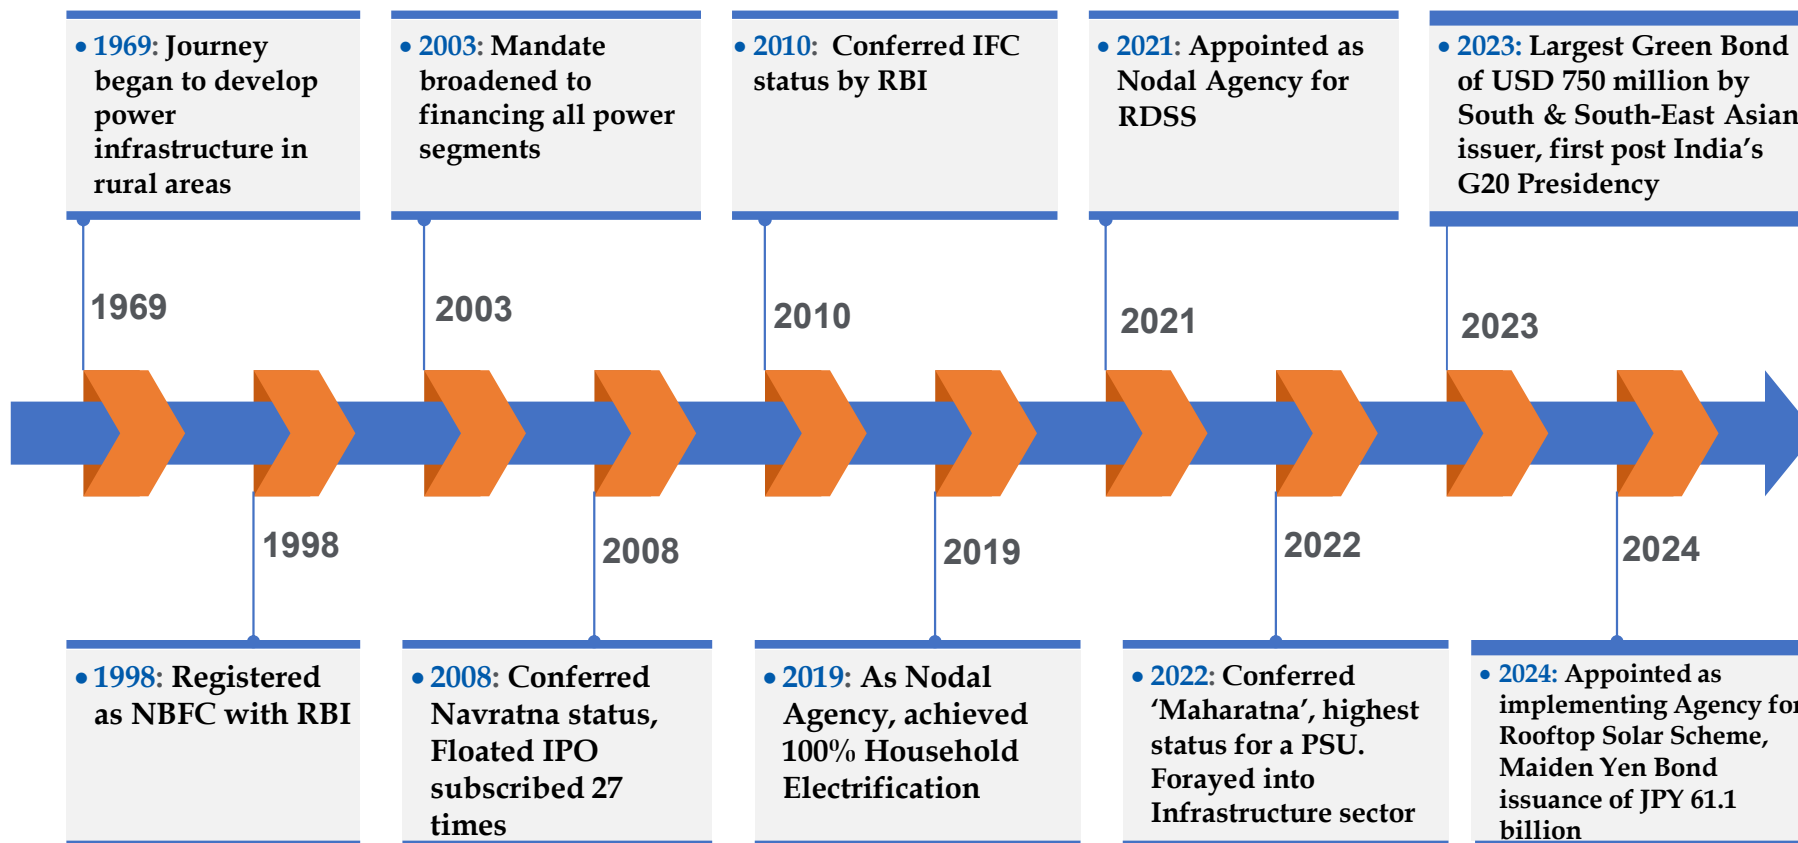 • 1969: Journey
began to develop
power
infrastructure in
rural areas
• 2003: Mandate
broadened to
financing all power
segments
• 2010: Conferred IFC
status by RBI
• 2021: Appointed as
Nodal Agency for
RDSS
• 2023: Largest Green Bond
of USD 750 million by
South & South-East Asian
issuer, first post India’s
G20 Presidency
1969
2003
2010
2021
2023
1998
2008
2019
2022
2024
• 1998: Registered
as NBFC with RBI
• 2008: Conferred
Navratna status,
Floated IPO
subscribed 27
times
• 2019: As Nodal
Agency, achieved
100% Household
Electrification
• 2022: Conferred
‘Maharatna’, highest
status for a PSU.
Forayed into
Infrastructure sector
• 2024: Appointed as
implementing Agency for
Rooftop Solar Scheme,
Maiden Yen Bond
issuance of JPY 61.1
billion